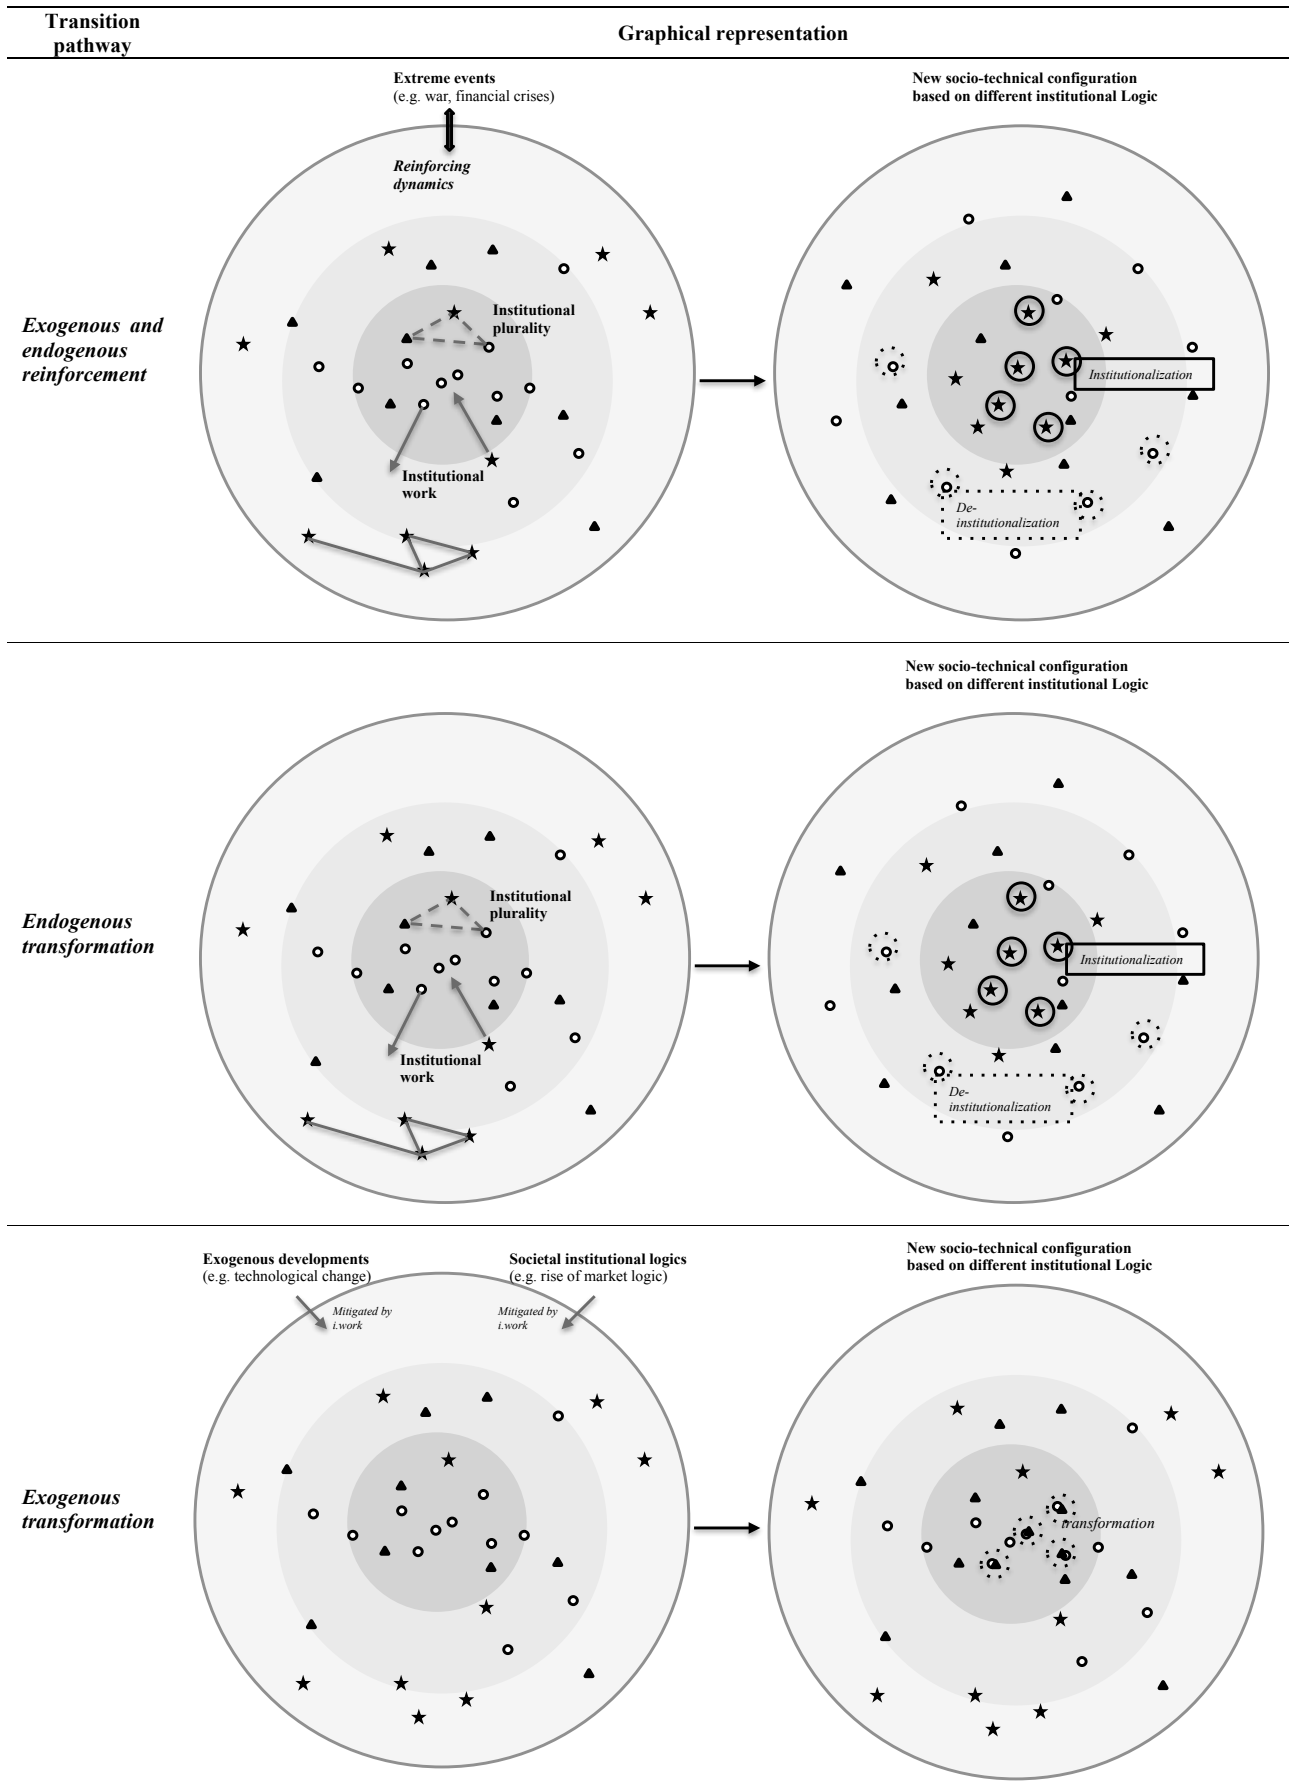 Transition
pathway
Graphical representation
Extreme events
(e.g. war, financial crises)
New socio-technical configuration
based on different institutional Logic
Reinforcing
dynamics
Exogenous and
endogenous
reinforcement
Institutional
plurality
Institutional
work
Institutionalization
De-
institutionalization
New socio-technical configuration
based on different institutional Logic
Endogenous
transformation
Institutional
plurality
Institutional
work
Institutionalization
De-
institutionalization
Exogenous developments
(e.g. technological change)
Societal institutional logics
(e.g. rise of market logic)
New socio-technical configuration
based on different institutional Logic
Mitigated by
i.work
Mitigated by
i.work
Exogenous
transformation
transformation